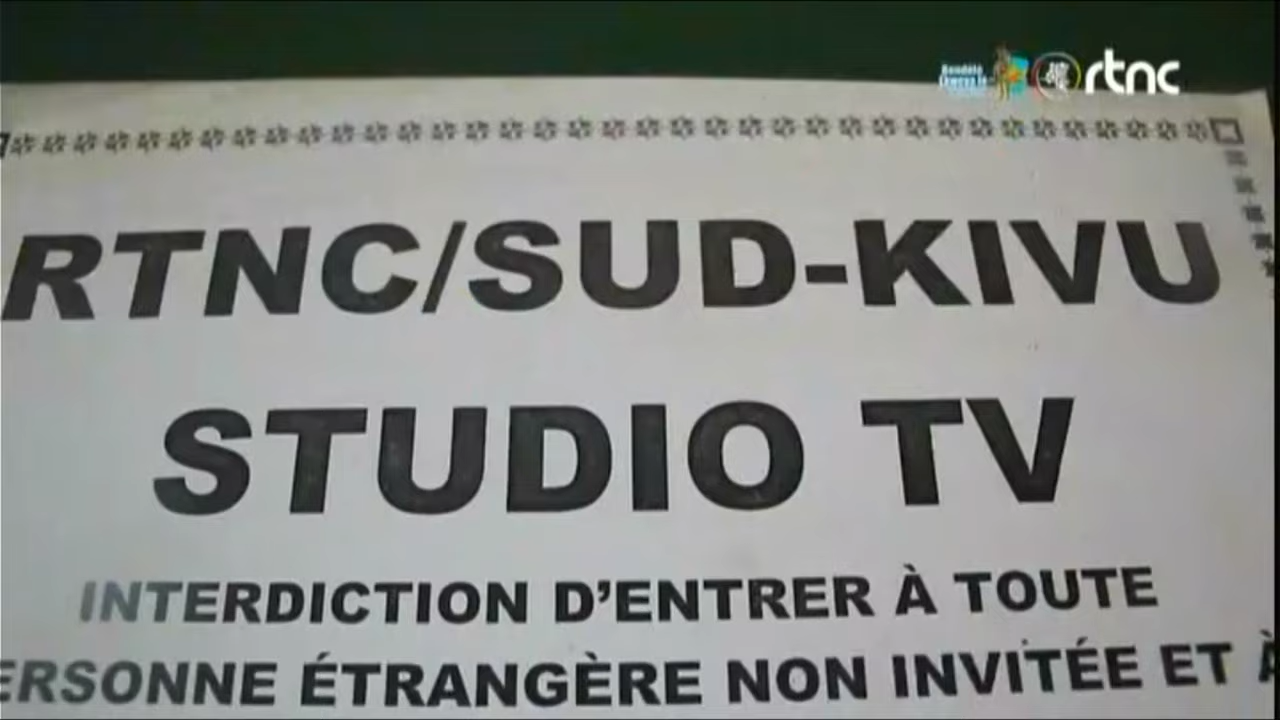 rtnc
RTNC/SUD-KIVU
STUDIO TV
INTERDICTION D’ENTRER À TOUTE
ERSONNE ÉTRANGÈRE NON INVITÉE ET À